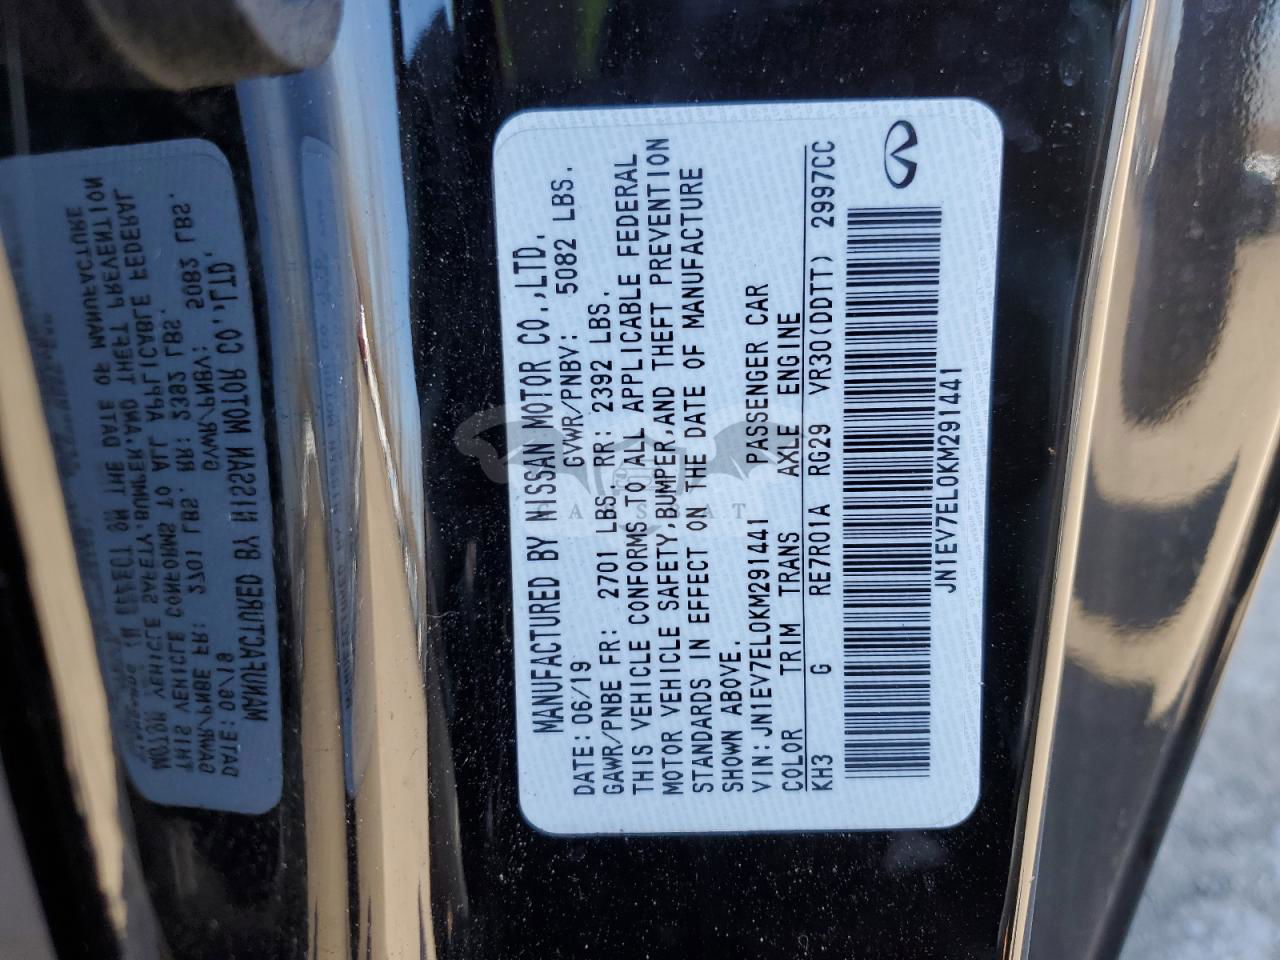 MANUFACTURED BY NISSAN MOTOR CO.,LTD.
DATE:06/19 GVWR/PNBV: 5082 LBS.
GAWR/PNBE FR: 2701 LBS. RR: 2392 LBS.
THIS VEHICLE CONFORMS TO ALL APPLICABLE FEDERAL
MOTOR VEHICLE SAFETY,BUMPER,AND THEFT PREVENTION
STANDARDS IN EFFECT ON THE DATE OF MANUFACTURE
SHOWN ABOVE.
VIN:JN1EV7EL0KM291441 PASSENGER CAR
COLOR TRIM TRANS AXLE ENGINE
KH3 G RE7R01A RG29 VR30(DDTT) 2997CC
JN1EV7EL0KM291441